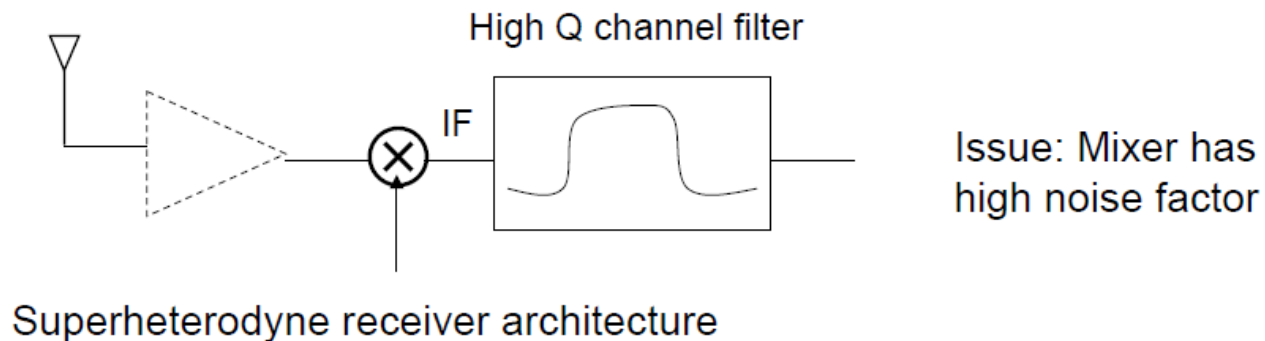 High Q channel filter
IF
Issue: Mixer has
high noise factor
Superheterodyne receiver architecture